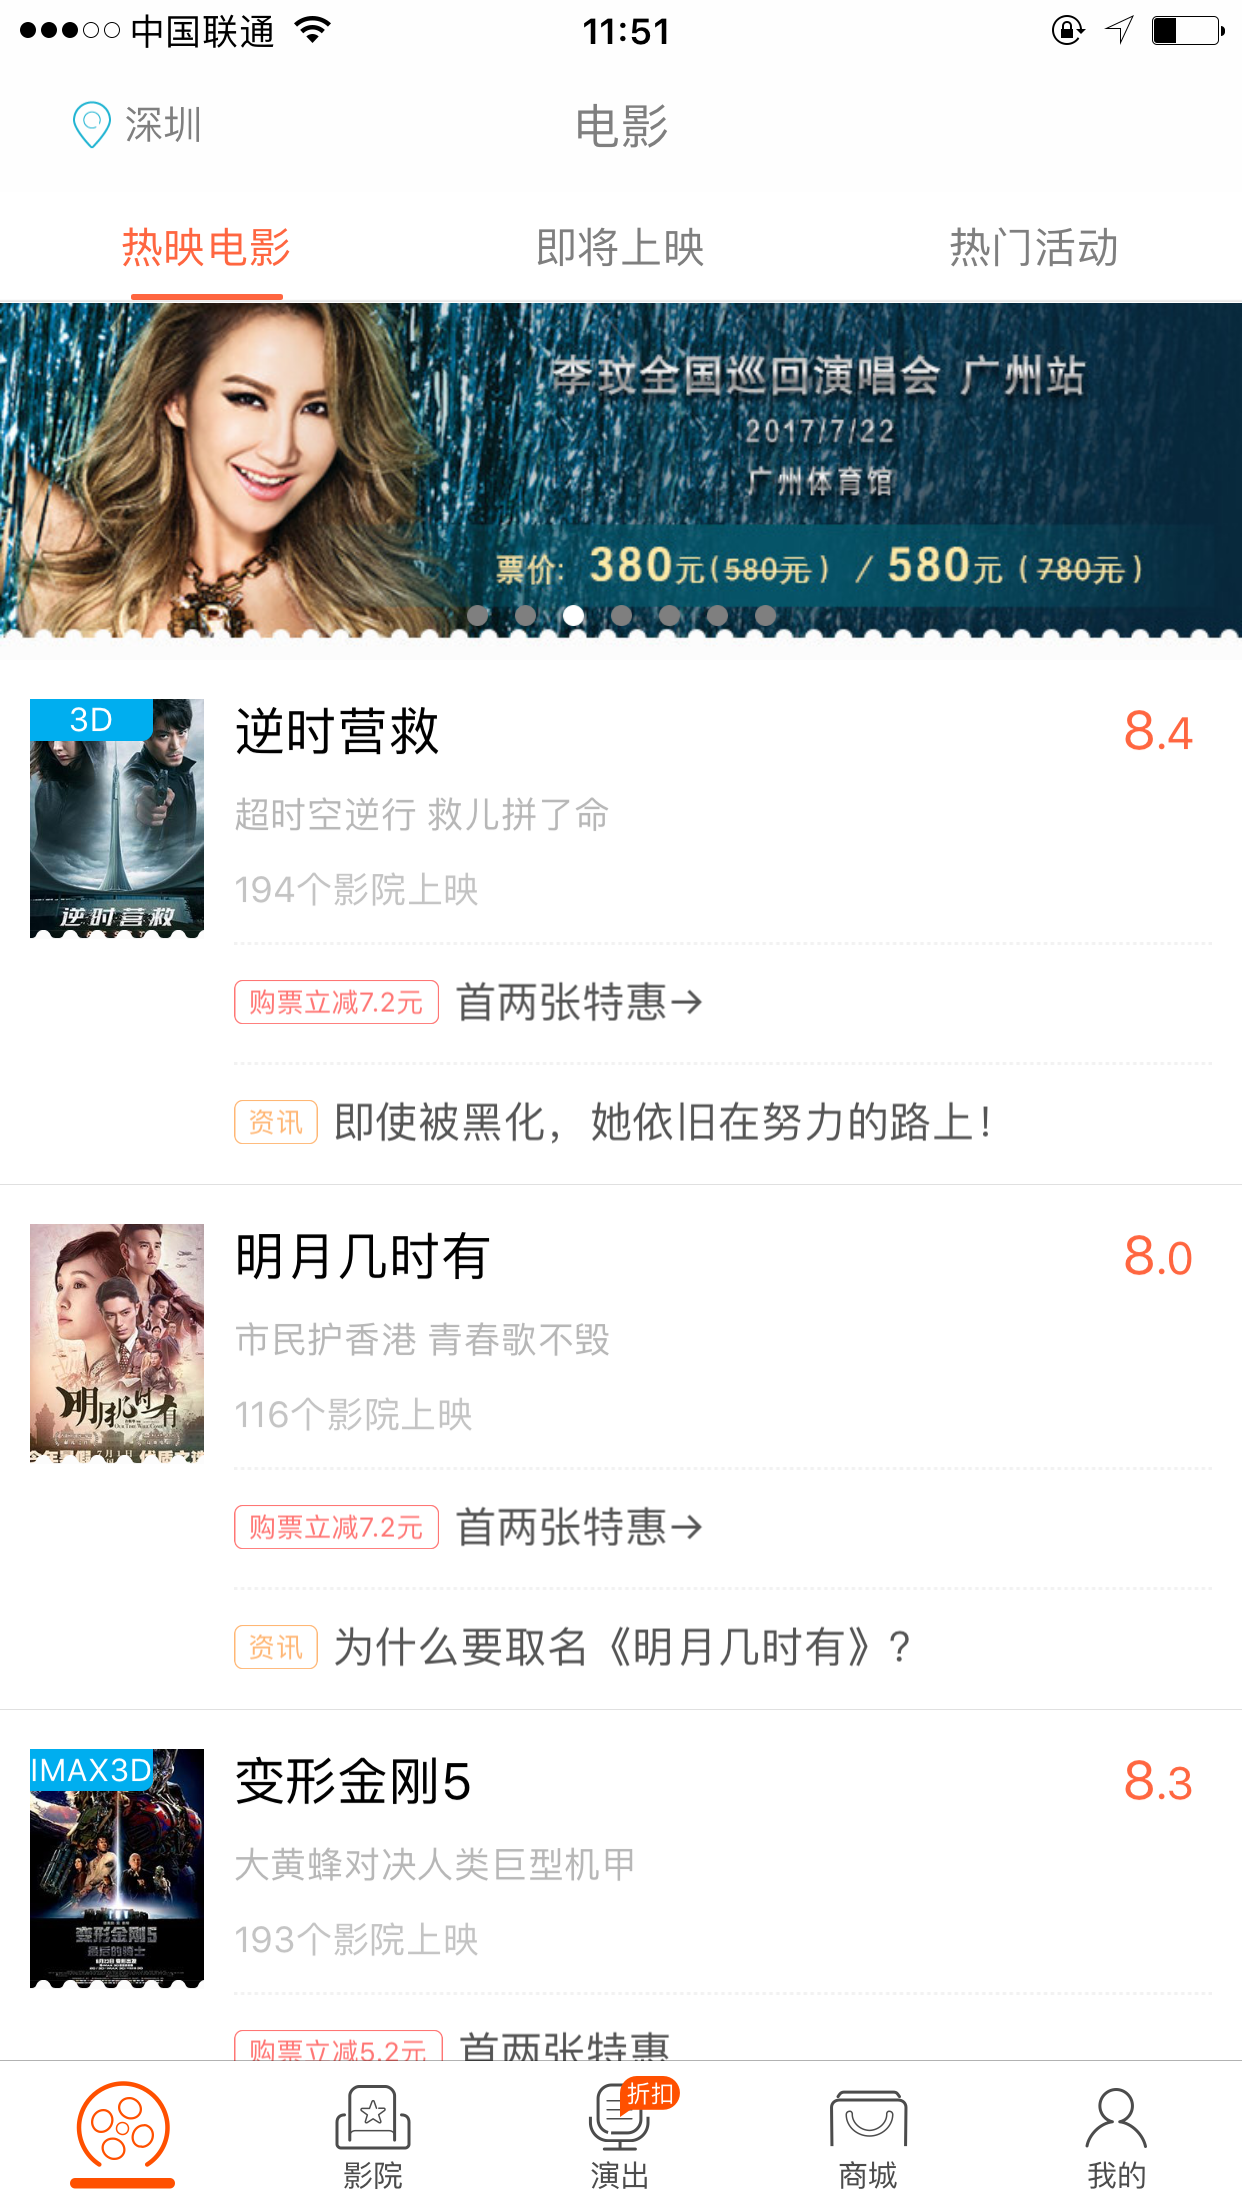 中国联通
11:51
深圳
电影
热映电影
即将上映
热门活动
李玟全国巡回演唱会 广州站
2017/7/22
广州体育馆
票价: 380元(580元) / 580元 (780元)
3D
逆时营救
逆时营救
8.4
超时空逆行 救儿拼了命
194个影院上映
购票立减7.2元 首两张特惠→
资讯 即使被黑化，她依旧在努力的路上！
明月几时有
明月几时有
8.0
市民护香港 青春歌不毁
116个影院上映
购票立减7.2元 首两张特惠→
资讯 为什么要取名《明月几时有》?
IMAX3D
变形金刚5
最后的骑士
变形金刚5
8.3
大黄蜂对决人类巨型机甲
193个影院上映
购票立减5.2元 首两张特惠
影院
折扣
演出
商城
我的